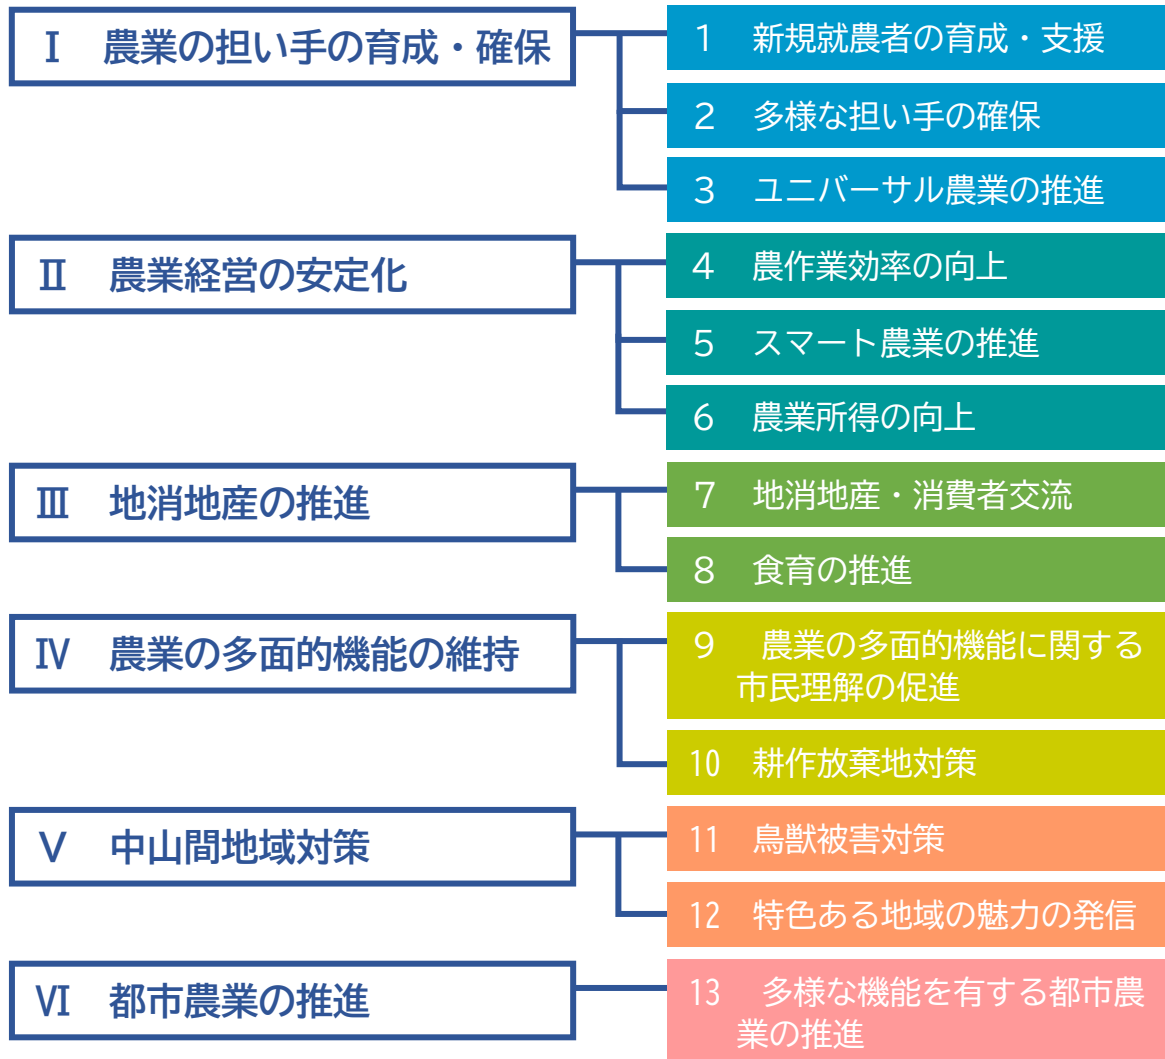 Ⅰ 農業の担い手の育成・確保
1 新規就農者の育成・支援
2 多様な担い手の確保
3 ユニバーサル農業の推進
Ⅱ 農業経営の安定化
4 農作業効率の向上
5 スマート農業の推進
6 農業所得の向上
Ⅲ 地消地産の推進
7 地消地産・消費者交流
8 食育の推進
Ⅳ 農業の多面的機能の維持
9 農業の多面的機能に関する
市民理解の促進
10 耕作放棄地対策
Ⅴ 中山間地域対策
11 鳥獣被害対策
12 特色ある地域の魅力の発信
Ⅵ 都市農業の推進
13 多様な機能を有する都市農
業の推進